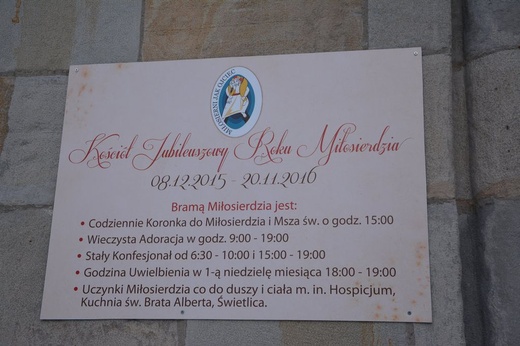 MIŁOSIERNI JAK OJCIEC
Kościół Jubileuszowy Roku Miłosierdzia
08.12.2015 - 20.11.2016
Bramą Miłosierdzia jest:
• Codziennie Koronka do Miłosierdzia i Msza św. o godz. 15:00
• Wieczysta Adoracja w godz. 9:00 - 19:00
• Stały Konfesjonał od 6:30 - 10:00 i 15:00 - 19:00
• Godzina Uwielbienia w 1-ą niedzielę miesiąca 18:00 - 19:00
• Uczynki Miłosierdzia co do duszy i ciała m. in. Hospicjum,
Kuchnia św. Brata Alberta, Świetlica.